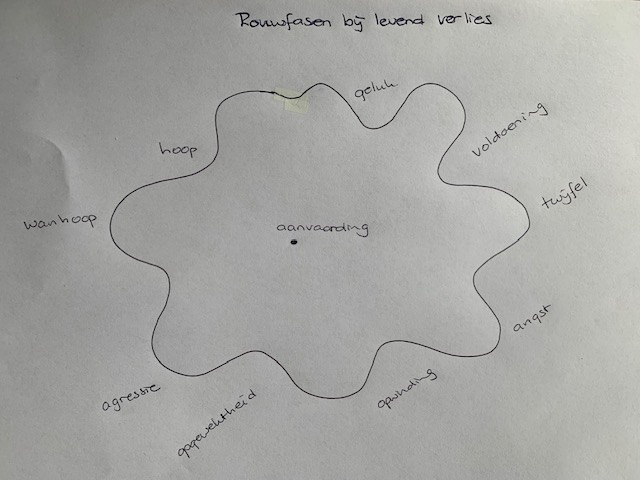 Rouwfasen bij levend verlies
geluk
voldoening
hoop
twijfel
wanhoop
aanvaarding
angst
agressie
opgewektheid
opwinding